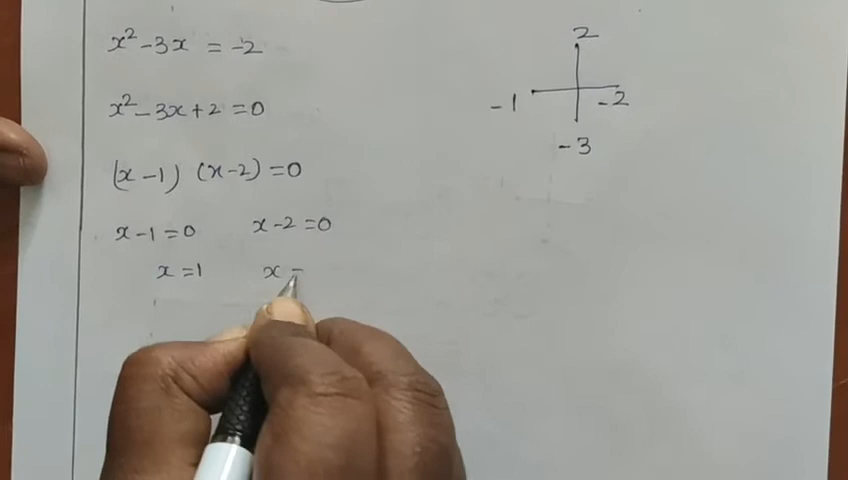 x² - 3x = -2
x² - 3x + 2 = 0
(x - 1) (x - 2) = 0
x - 1 = 0 x - 2 = 0
x = 1 x -
2
-1 -2
-3